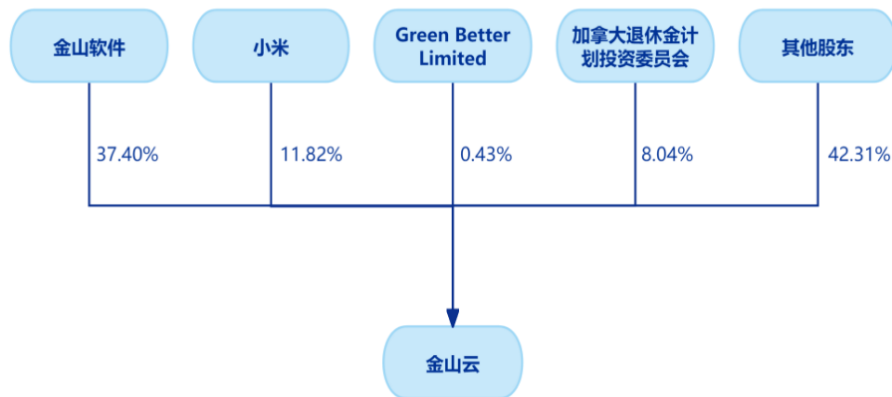 金山软件
小米
Green Better
Limited
加拿大退休金计
划投资委员会
其他股东
37.40%
11.82%
0.43%
8.04%
42.31%
金山云